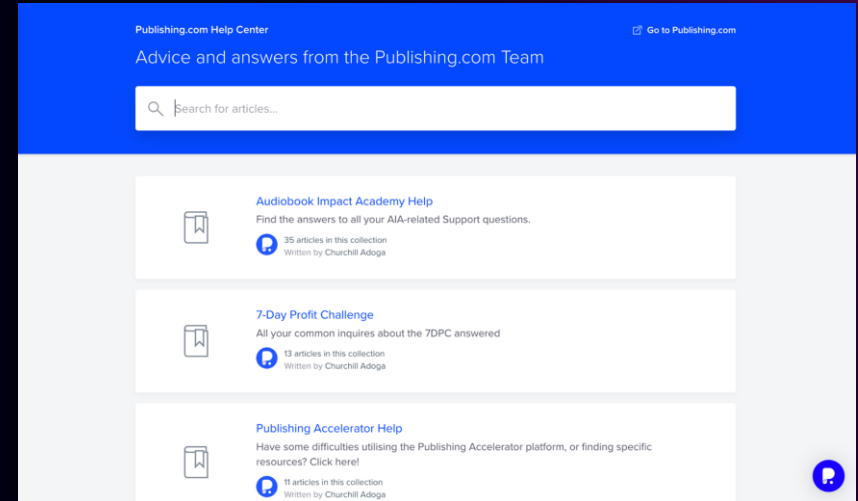 Publishing.com Help Center
Go to Publishing.com
Advice and answers from the Publishing.com Team
Search for articles...
Audiobook Impact Academy Help
Find the answers to all your AIA-related Support questions.
35 articles in this collection
Written by Churchill Adoga
7-Day Profit Challenge
All your common inquires about the 7DPC answered
13 articles in this collection
Written by Churchill Adoga
Publishing Accelerator Help
Have some difficulties utilising the Publishing Accelerator platform, or finding specific
resources? Click here!
11 articles in this collection
Written by Churchill Adoga